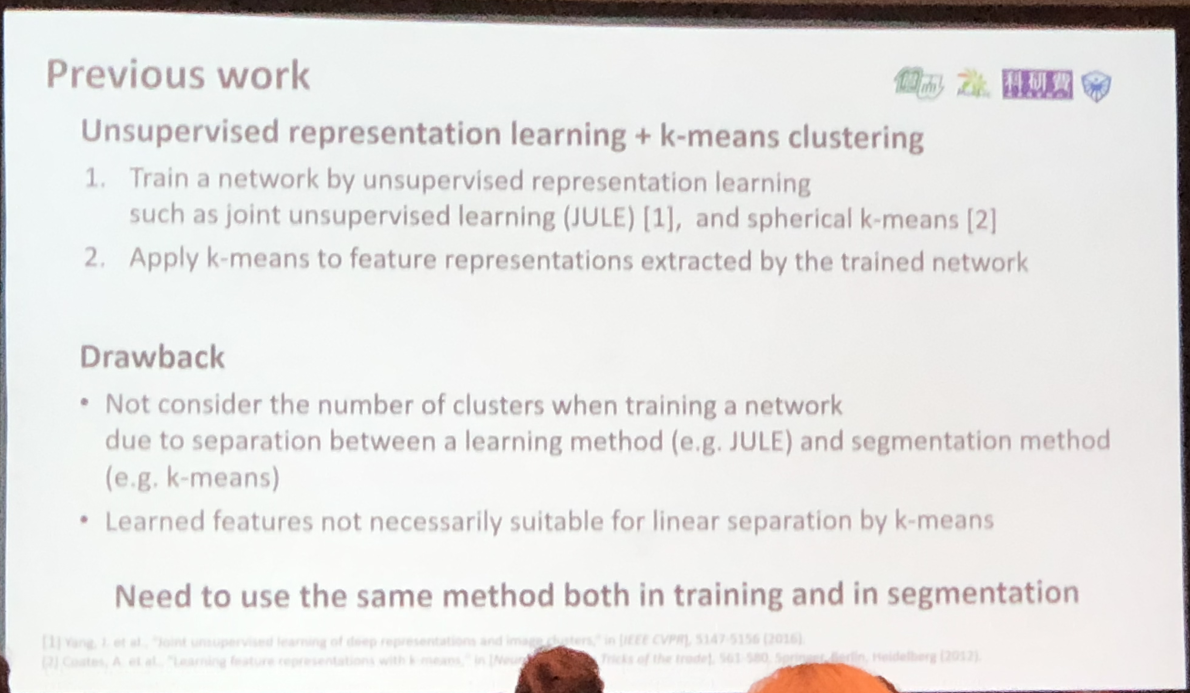 Previous work
科研費
Unsupervised representation learning + k-means clustering
1. Train a network by unsupervised representation learning
such as joint unsupervised learning (JULE) [1], and spherical k-means [2]
2. Apply k-means to feature representations extracted by the trained network
Drawback
• Not consider the number of clusters when training a network
due to separation between a learning method (e.g. JULE) and segmentation method
(e.g. k-means)
• Learned features not necessarily suitable for linear separation by k-means
Need to use the same method both in training and in segmentation
[1] Yang, J. et al., "Joint unsupervised learning of deep representations and image clusters," in [IEEE CVPR], 5147-5156 (2016).
[2] Coates, A. et al., "Learning feature representations with k-means," in [Tricks of the trade], 561-580, Springer, Berlin, Heidelberg (2012).